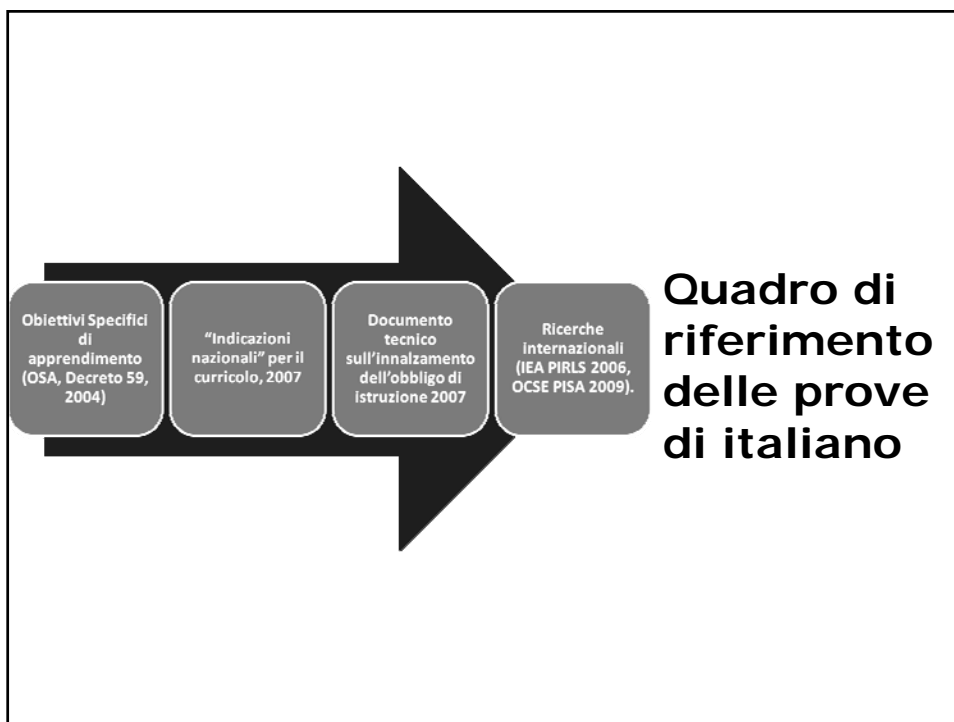 Obiettivi Specifici
di
apprendimento
(OSA, Decreto 59,
2004)
“Indicazioni
nazionali” per il
curricolo, 2007
Documento
tecnico
sull’innalzamento
dell’obbligo di
istruzione 2007
Ricerche
internazionali
(IEA PIRLS 2006,
OCSE PISA 2009).
Quadro di
riferimento
delle prove
di italiano